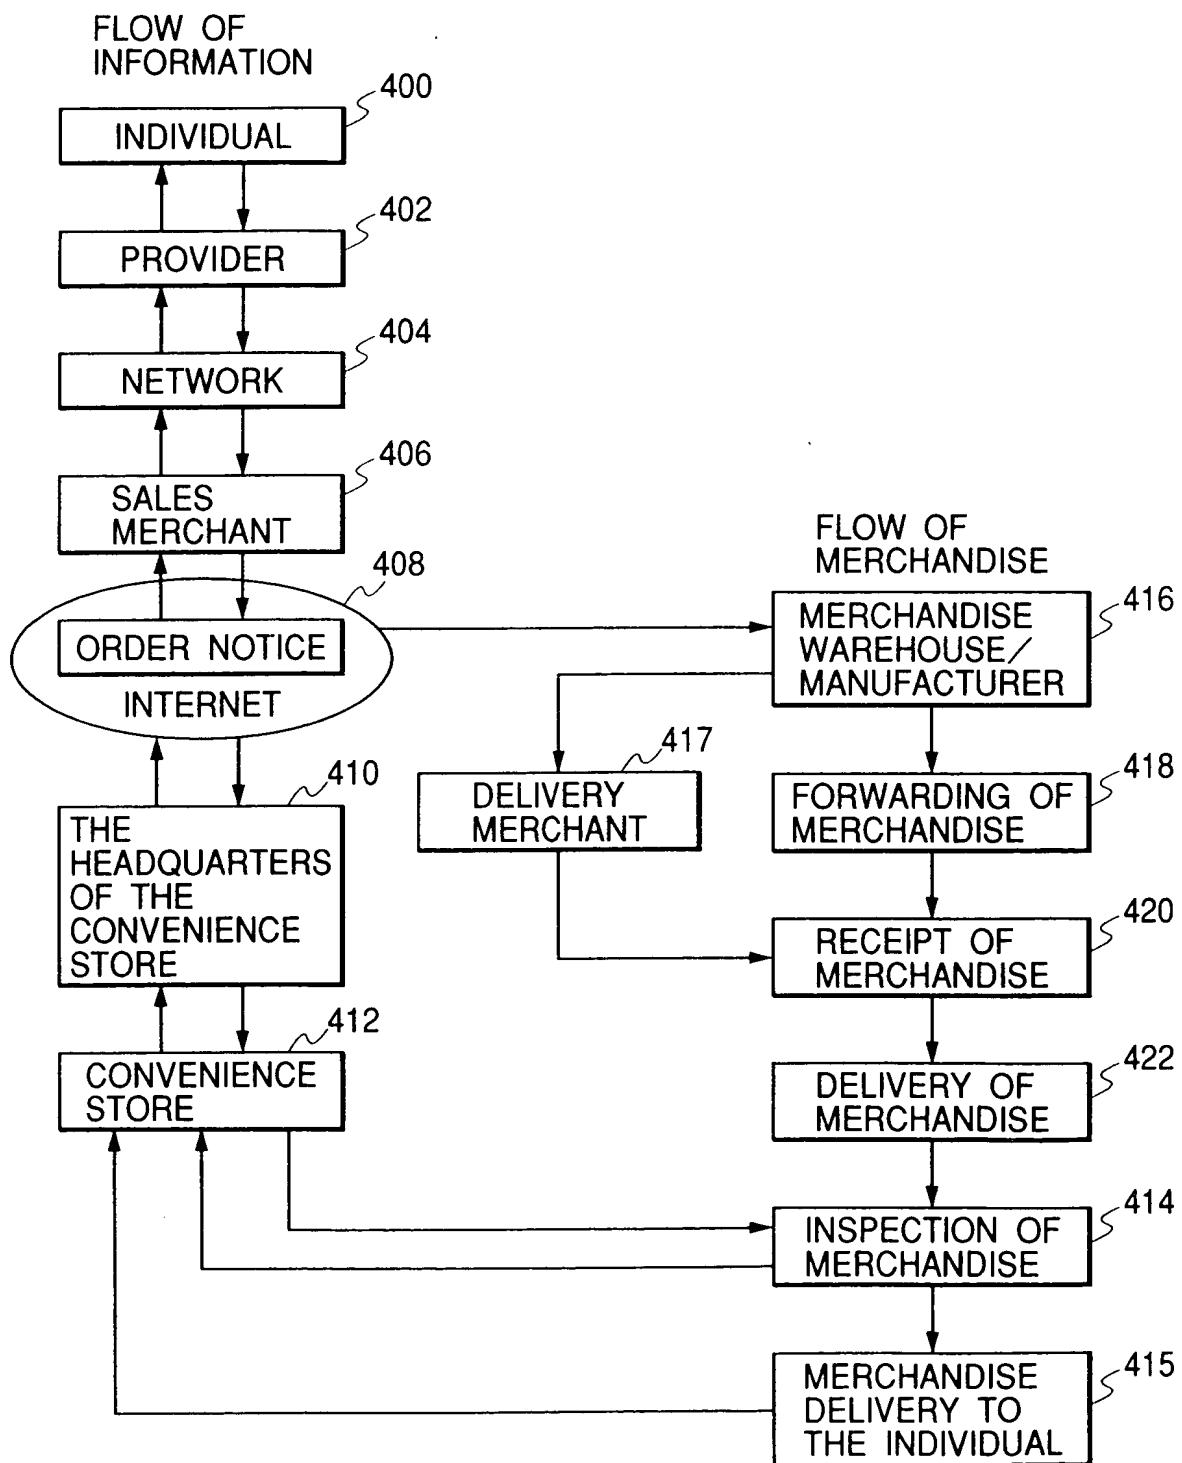 FLOW OF
INFORMATION
400
INDIVIDUAL
402
PROVIDER
404
NETWORK
406
SALES
MERCHANT
408
ORDER NOTICE
INTERNET
410
THE
HEADQUARTERS
OF THE
CONVENIENCE
STORE
412
CONVENIENCE
STORE
FLOW OF
MERCHANDISE
416
MERCHANDISE
WAREHOUSE/
MANUFACTURER
417
DELIVERY
MERCHANT
418
FORWARDING OF
MERCHANDISE
420
RECEIPT OF
MERCHANDISE
422
DELIVERY OF
MERCHANDISE
414
INSPECTION OF
MERCHANDISE
415
MERCHANDISE
DELIVERY TO
THE INDIVIDUAL